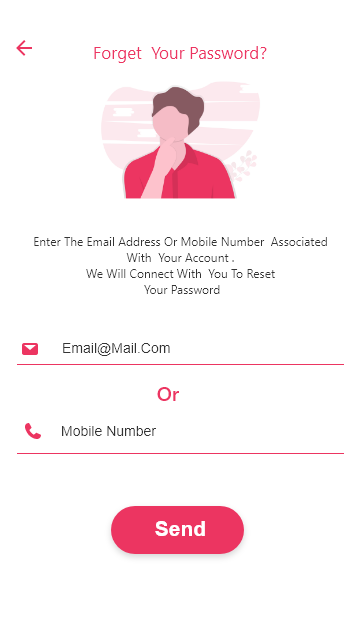 Forget Your Password?
Enter The Email Address Or Mobile Number Associated
With Your Account .
We Will Connect With You To Reset
Your Password
Email@Mail.Com
Or
Mobile Number
Send